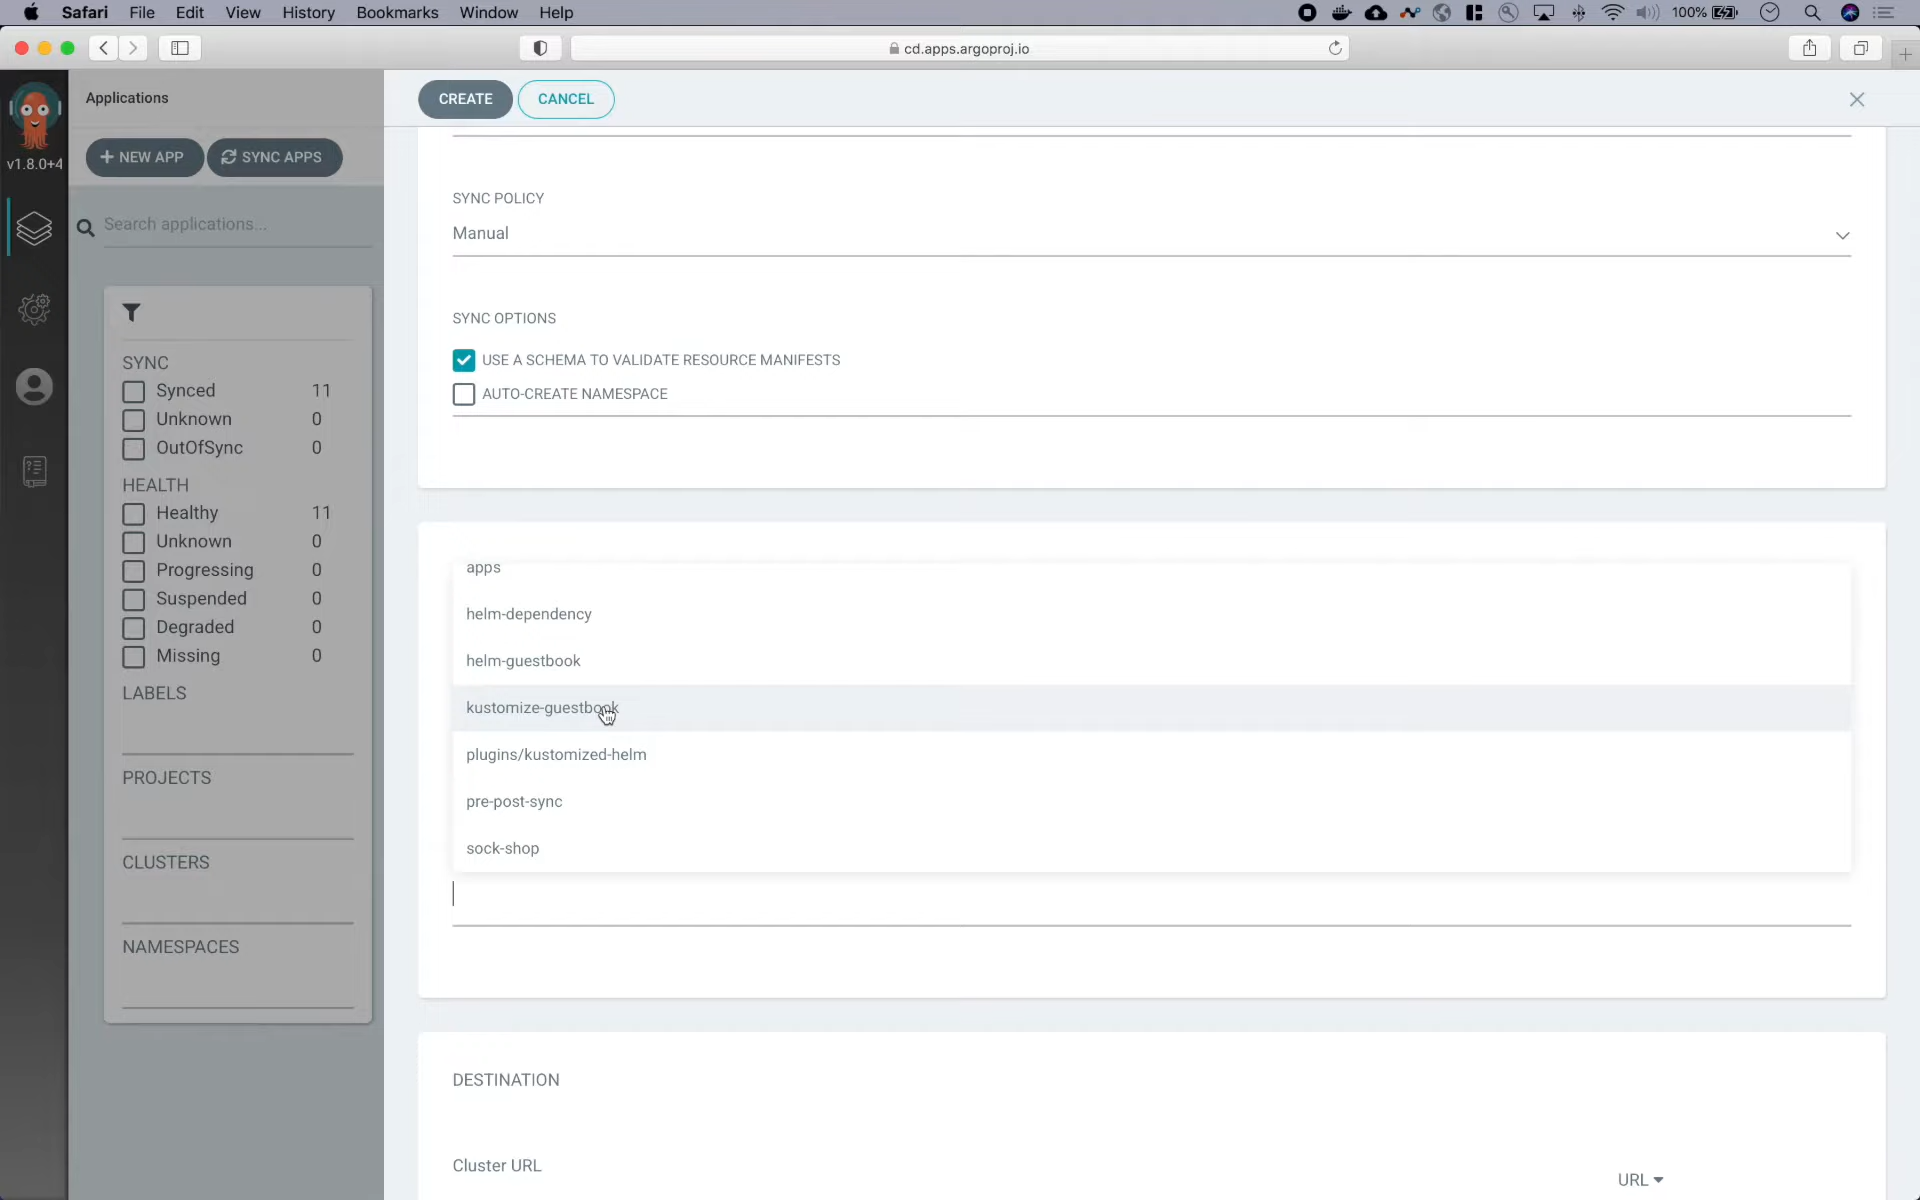 Safari File Edit View History Bookmarks Window Help
100%
cd.apps.argoproj.io
v1.8.0+4
Applications
NEW APP
SYNC APPS
Search applications...
SYNC
Synced 11
Unknown 0
OutOfSync 0
HEALTH
Healthy 11
Unknown 0
Progressing 0
Suspended 0
Degraded 0
Missing 0
LABELS
PROJECTS
CLUSTERS
NAMESPACES
CREATE
CANCEL
SYNC POLICY
Manual
SYNC OPTIONS
USE A SCHEMA TO VALIDATE RESOURCE MANIFESTS
AUTO-CREATE NAMESPACE
apps
helm-dependency
helm-guestbook
kustomize-guestbook
plugins/kustomized-helm
pre-post-sync
sock-shop
DESTINATION
Cluster URL
URL